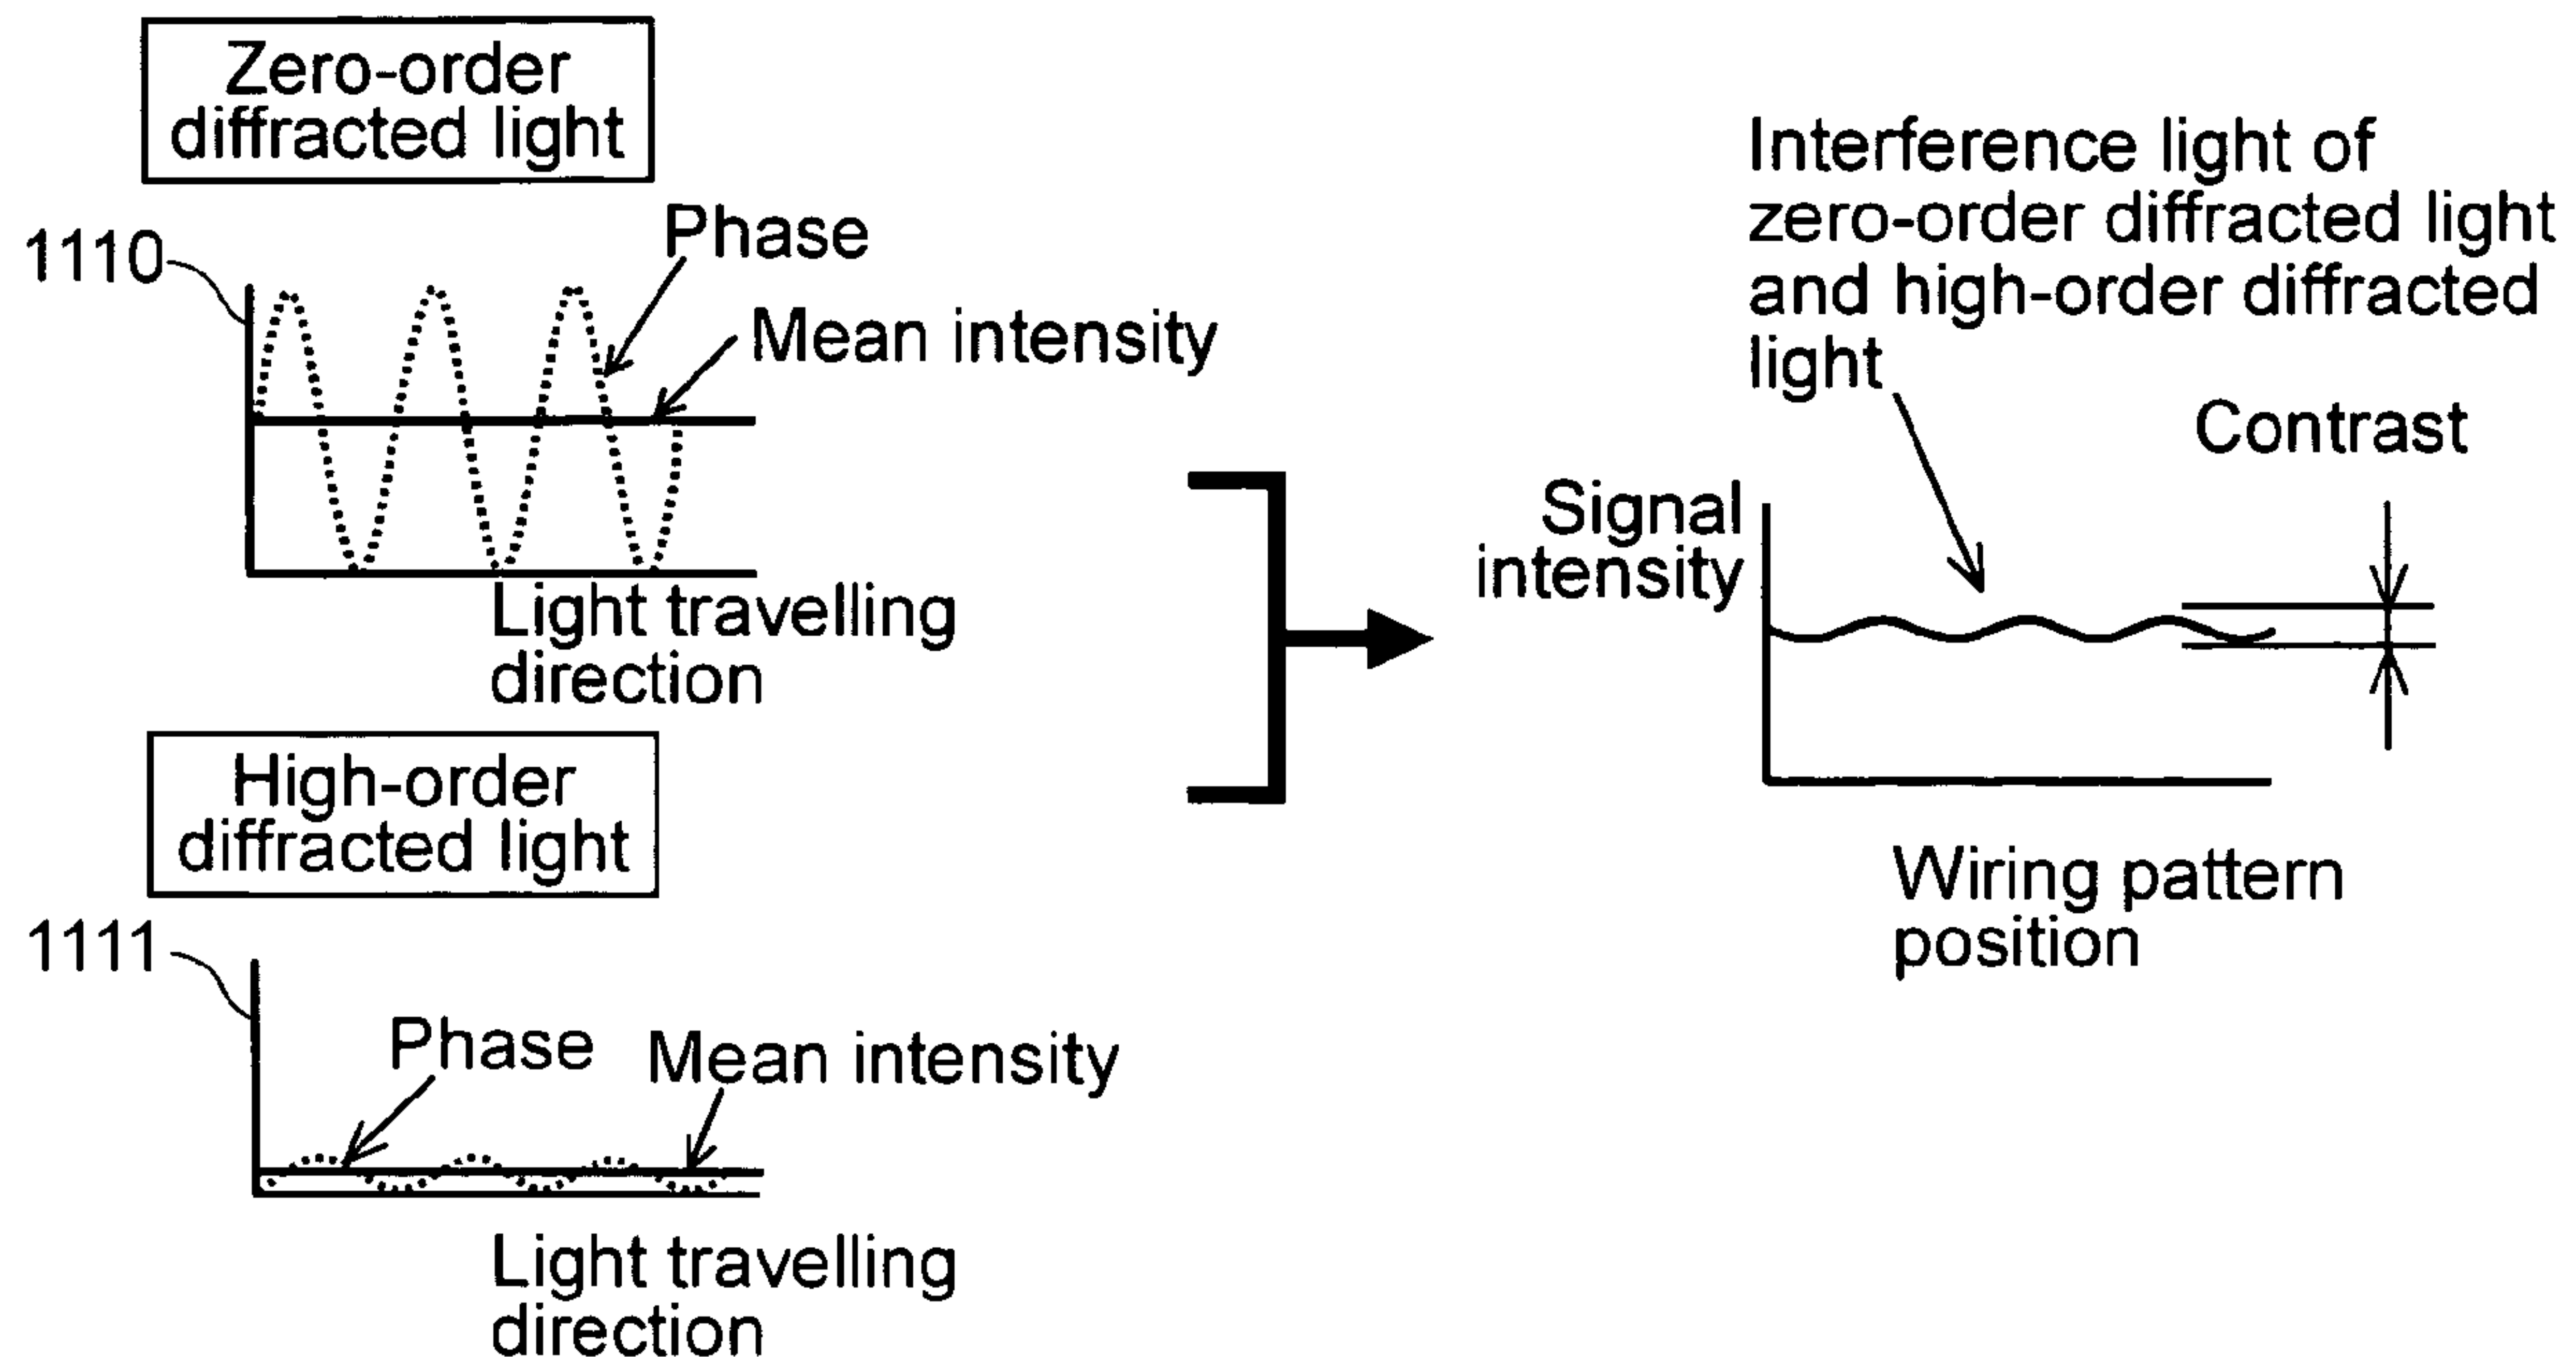 Zero-order
diffracted light
1110
Phase
Mean intensity
Light travelling
direction
High-order
diffracted light
1111
Phase
Mean intensity
Light travelling
direction
Interference light of
zero-order diffracted light
and high-order diffracted
light
Contrast
Signal
intensity
Wiring pattern
position